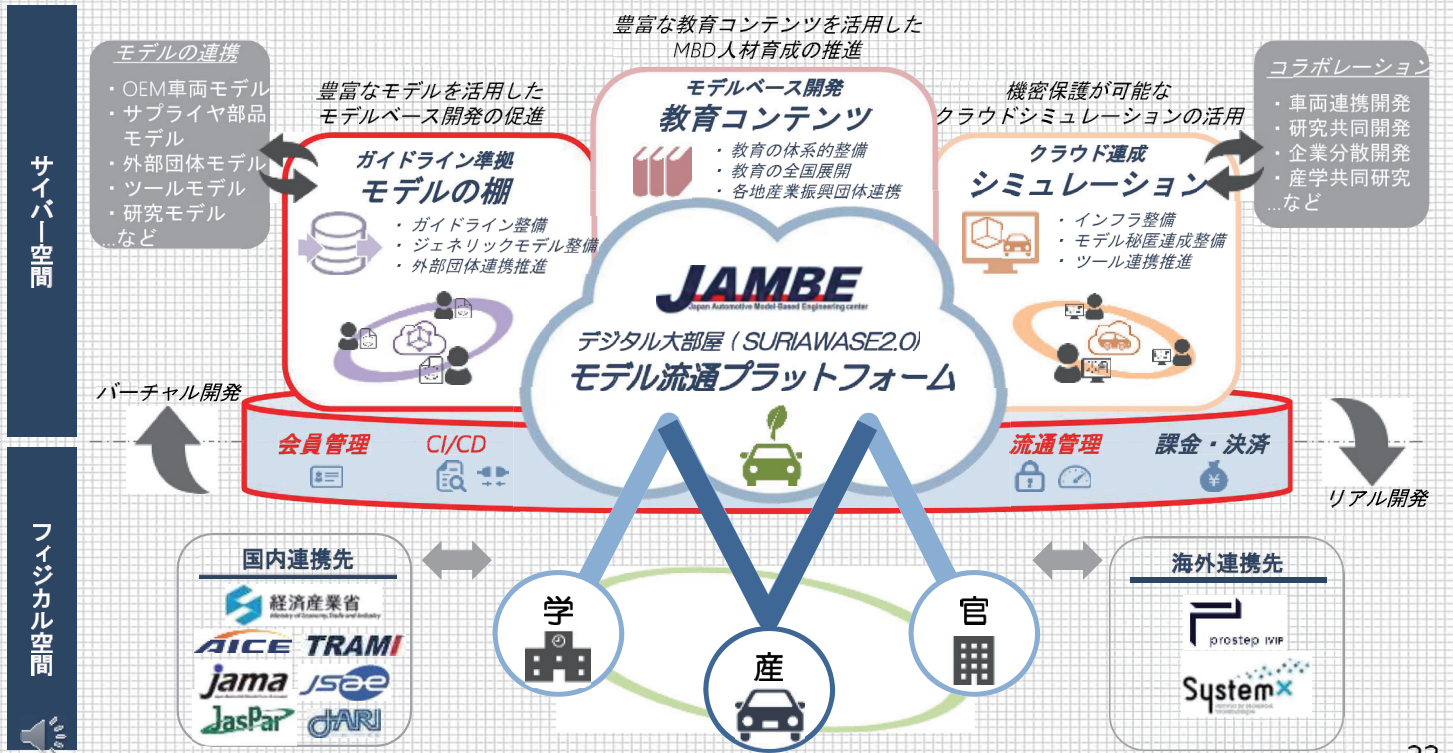 サイバー空間
フィジカル空間
モデルの連携
・OEM車両モデル
・サプライヤ部品
モデル
・外部団体モデル
・ツールモデル
・研究モデル
...など
豊富なモデルを活用した
モデルベース開発の促進
ガイドライン準拠
モデルの棚
・ ガイドライン整備
・ ジェネリックモデル整備
・ 外部団体連携推進
豊富な教育コンテンツを活用した
MBD人材育成の推進
モデルベース開発
教育コンテンツ
・ 教育の体系的整備
・ 教育の全国展開
・ 各地産業振興団体連携
機密保護が可能な
クラウドシミュレーションの活用
クラウド連成
シミュレーション
・ インフラ整備
・ モデル秘匿連成整備
・ ツール連携推進
コラボレーション
・車両連携開発
・研究共同開発
・企業分散開発
・産学共同研究
...など
JAMBE
Japan Automotive Model-Based Engineering center
デジタル大部屋 ( SURIAWASE2.0)
モデル流通プラットフォーム
バーチャル開発
会員管理
CI/CD
流通管理
課金・決済
¥
リアル開発
国内連携先
経済産業省
Ministry of Economy, Trade and Industry
AICE
TRAMI
jama
JSAE
JasPar
JARI
学
産
官
海外連携先
prostep IVIP
SystemX
23